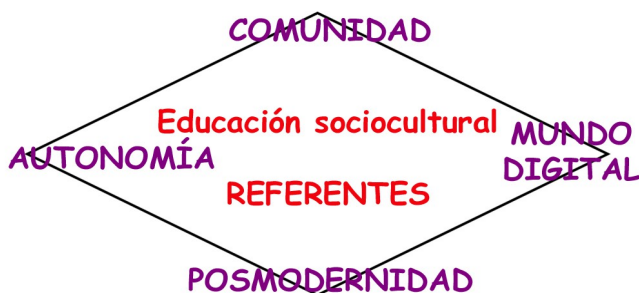 COMUNIDAD
Educación sociocultural
AUTONOMÍA
MUNDO
DIGITAL
REFERENTES
POSMODERNIDAD